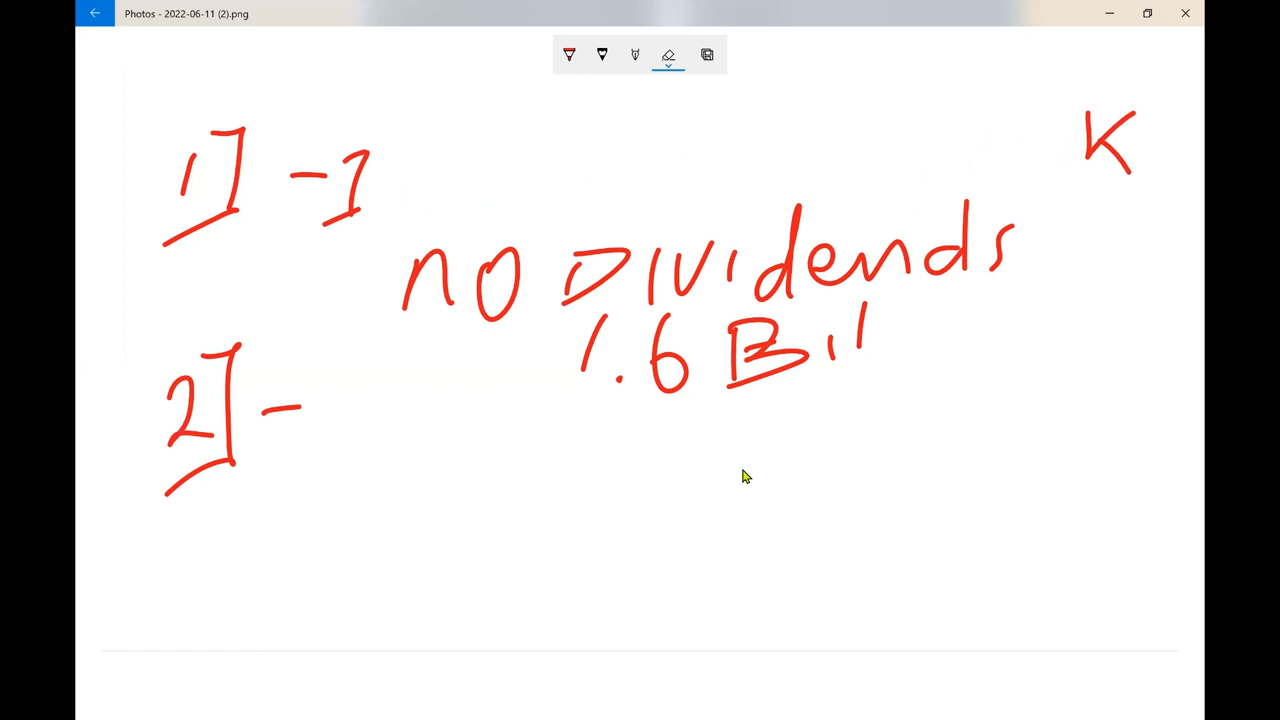 Photos - 2022-06-11 (2).png
K
1] -1
no Dividends
1.6 Bil
2] -